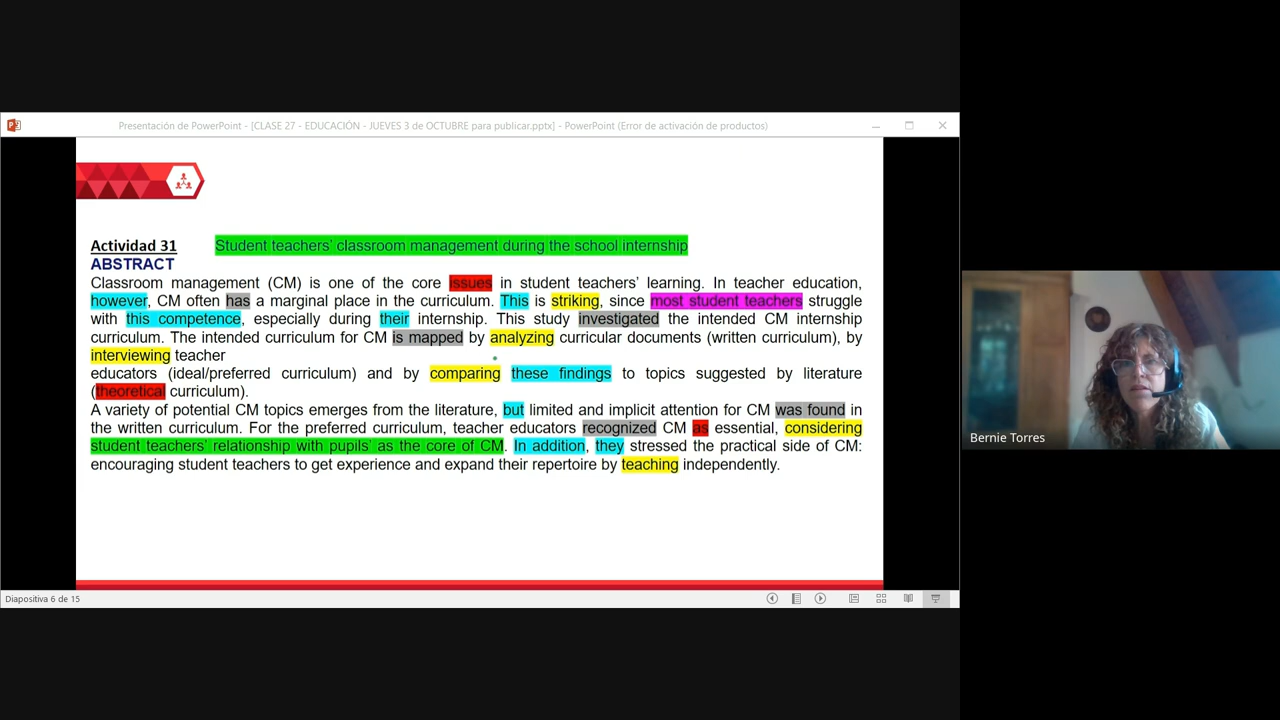 Presentación de PowerPoint - [CLASE 27 - EDUCACIÓN - JUEVES 3 de OCTUBRE para publicar.pptx] - PowerPoint (Error de activación de productos)
Actividad 31 Student teachers' classroom management during the school internship
ABSTRACT
Classroom management (CM) is one of the core issues in student teachers' learning. In teacher education,
however, CM often has a marginal place in the curriculum. This is striking, since most student teachers struggle
with this competence, especially during their internship. This study investigated the intended CM internship
curriculum. The intended curriculum for CM is mapped by analyzing curricular documents (written curriculum), by
interviewing teacher
educators (ideal/preferred curriculum) and by comparing these findings to topics suggested by literature
(theoretical curriculum).
A variety of potential CM topics emerges from the literature, but limited and implicit attention for CM was found in
the written curriculum. For the preferred curriculum, teacher educators recognized CM as essential, considering
student teachers' relationship with pupils' as the core of CM. In addition, they stressed the practical side of CM:
encouraging student teachers to get experience and expand their repertoire by teaching independently.
Bernie Torres
Diapositiva 6 de 15